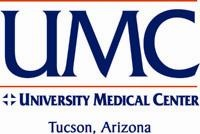 UMC
UNIVERSITY MEDICAL CENTER
Tucson, Arizona